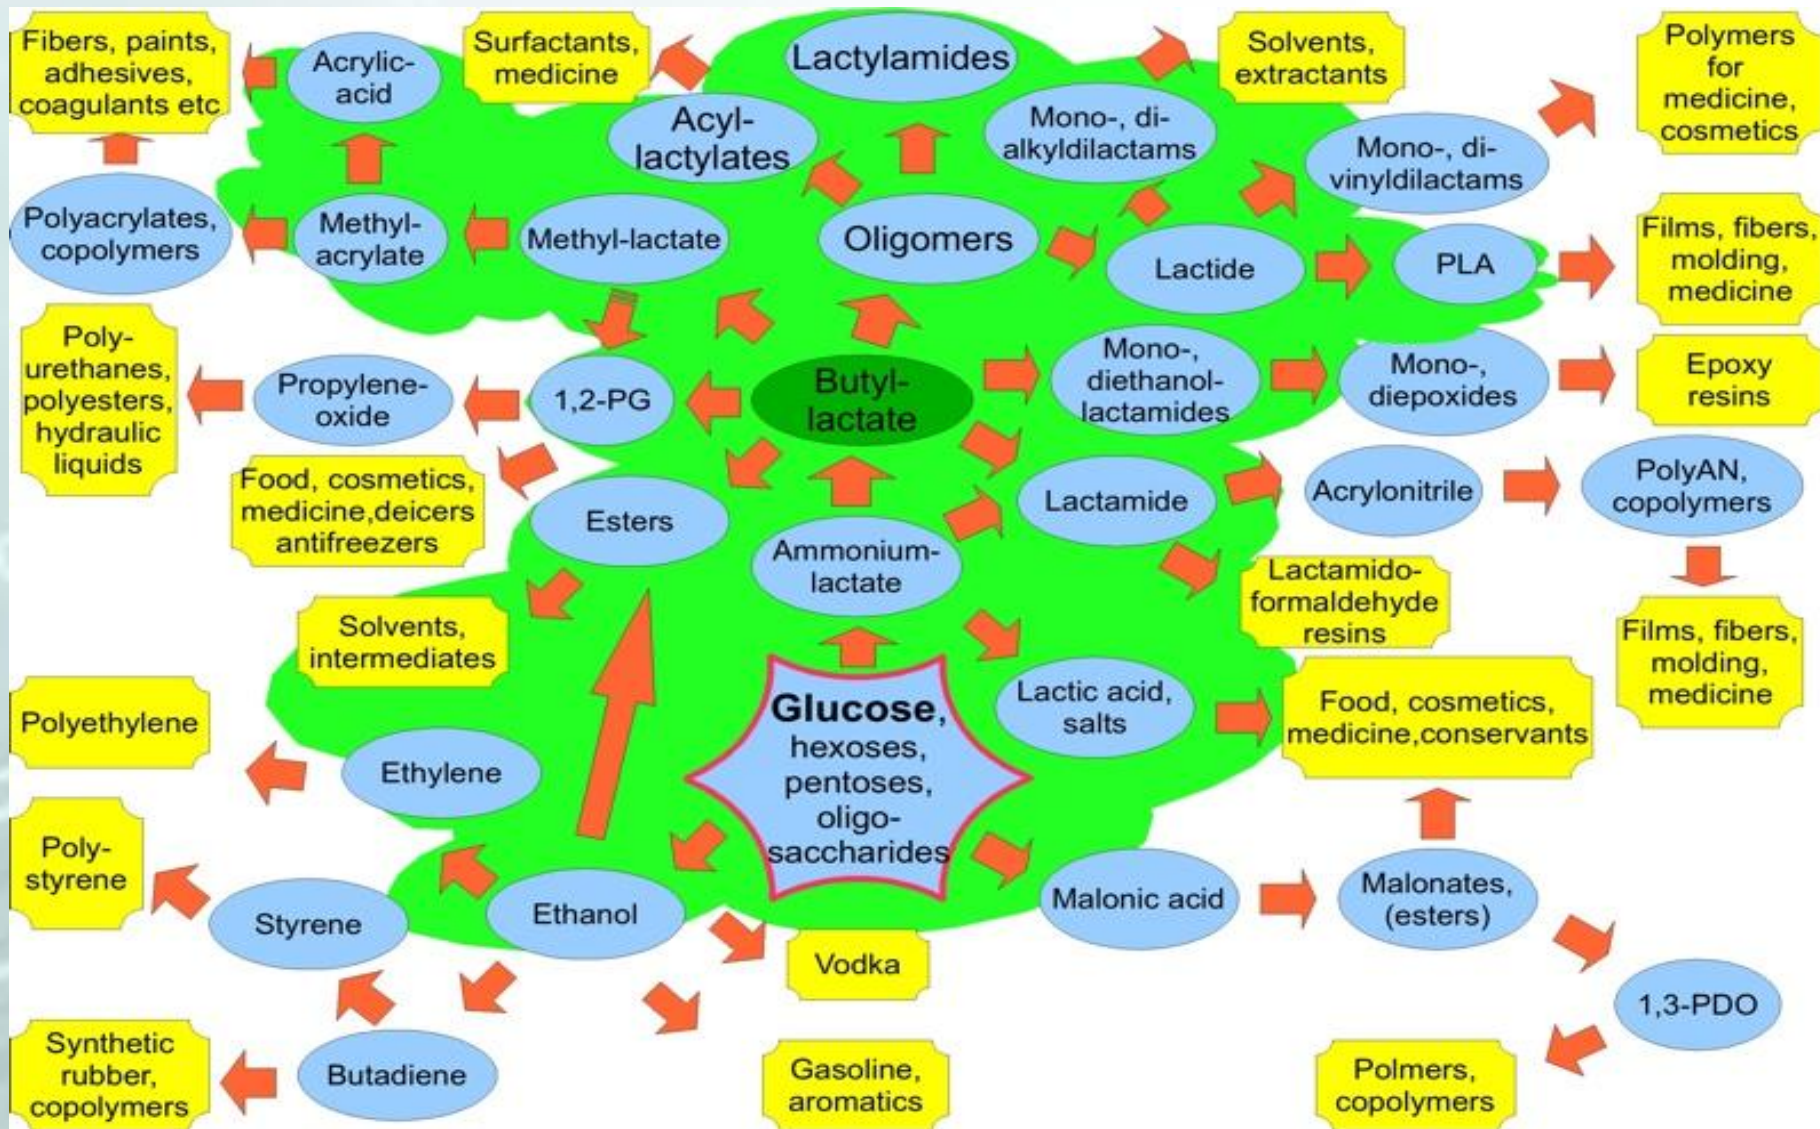 Fibers, paints,
adhesives,
coagulants etc
Acrylic-
acid
Surfactants,
medicine
Lactylamides
Solvents,
extractants
Polymers
for
medicine,
cosmetics
Acyl-
lactylates
Mono-, di-
alkyldilactams
Mono-, di-
vinyldilactams
Polyacrylates,
copolymers
Methyl-
acrylate
Methyl-lactate
Oligomers
Lactide
PLA
Films, fibers,
molding,
medicine
Poly-
urethanes,
polyesters,
hydraulic
liquids
Propylene-
oxide
1,2-PG
Butyl-
lactate
Mono-,
diethanol-
lactamides
Mono-,
diepoxides
Epoxy
resins
Food, cosmetics,
medicine,deicers
antifreezers
Esters
Ammonium-
lactate
Lactamide
Acrylonitrile
PolyAN,
copolymers
Solvents,
intermediates
Lactamido-
formaldehyde
resins
Films, fibers,
molding,
medicine
Polyethylene
Ethylene
Glucose,
hexoses,
pentoses,
oligo-
saccharides
Lactic acid,
salts
Food, cosmetics,
medicine,conservants
Poly-
styrene
Styrene
Ethanol
Malonic acid
Malonates,
(esters)
Vodka
1,3-PDO
Synthetic
rubber,
copolymers
Butadiene
Gasoline,
aromatics
Polmers,
copolymers